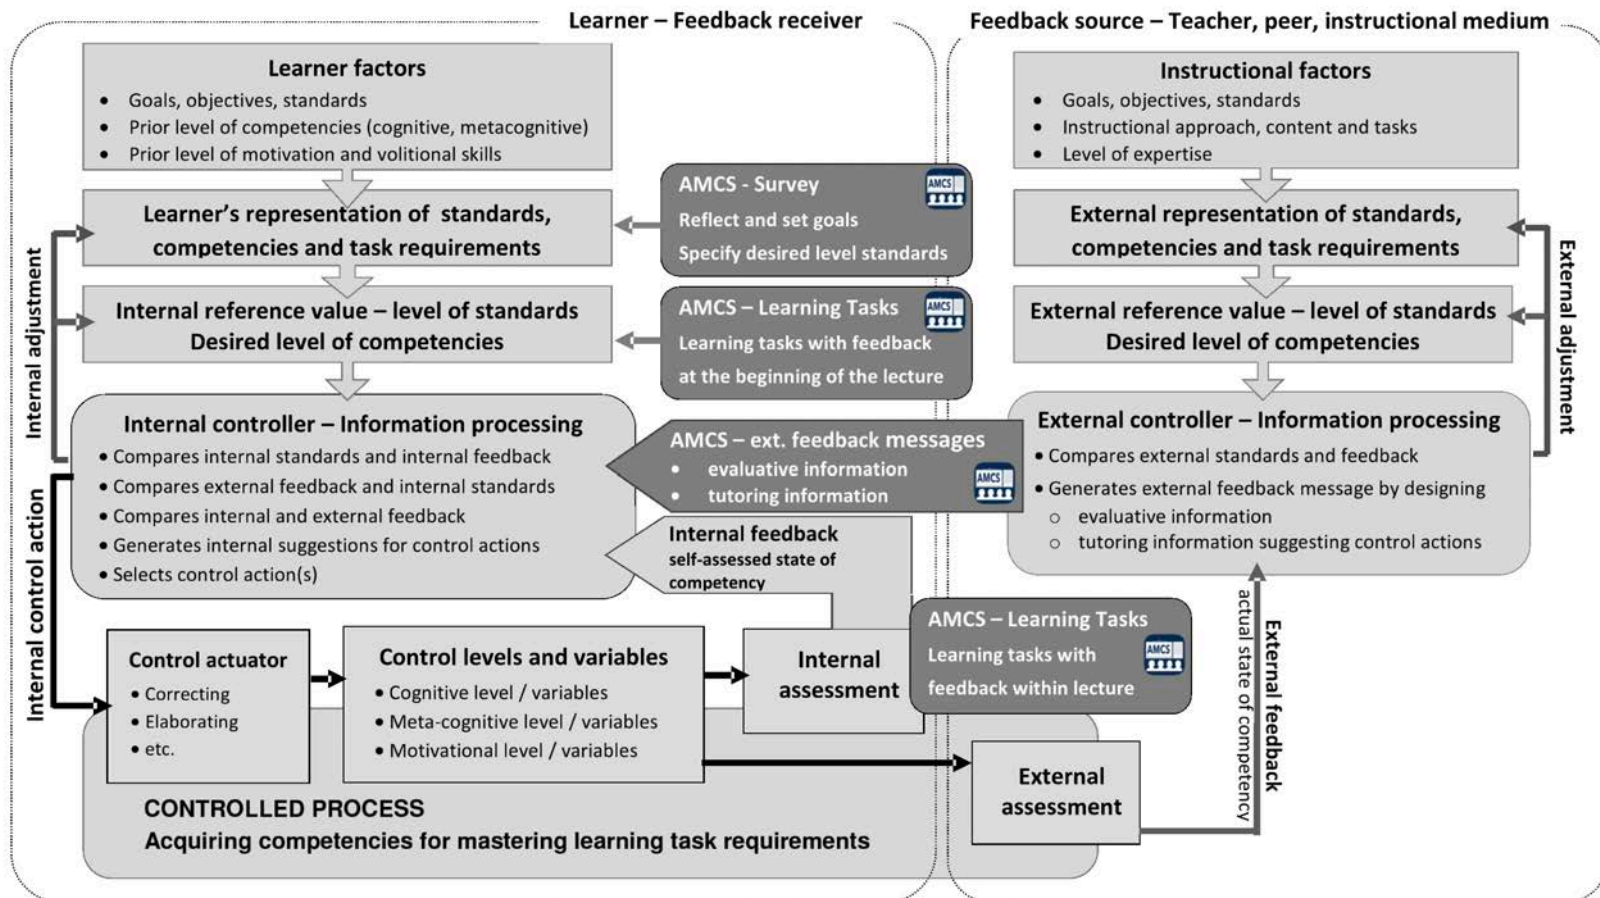 Learner – Feedback receiver
Learner factors
• Goals, objectives, standards
• Prior level of competencies (cognitive, metacognitive)
• Prior level of motivation and volitional skills
Learner's representation of standards,
competencies and task requirements
Internal reference value – level of standards
Desired level of competencies
Internal adjustment
Internal controller – Information processing
• Compares internal standards and internal feedback
• Compares external feedback and internal standards
• Compares internal and external feedback
• Generates internal suggestions for control actions
• Selects control action(s)
Internal control action
AMCS - Survey
AMCS
Reflect and set goals
Specify desired level standards
AMCS – Learning Tasks
AMCS
Learning tasks with feedback
at the beginning of the lecture
AMCS – ext. feedback messages
• evaluative information
• tutoring information
AMCS
Internal feedback
self-assessed state of
competency
Control actuator
• Correcting
• Elaborating
• etc.
Control levels and variables
• Cognitive level / variables
• Meta-cognitive level / variables
• Motivational level / variables
Internal
assessment
AMCS – Learning Tasks
Learning tasks with
feedback within lecture
AMCS
CONTROLLED PROCESS
Acquiring competencies for mastering learning task requirements
Feedback source – Teacher, peer, instructional medium
Instructional factors
• Goals, objectives, standards
• Instructional approach, content and tasks
• Level of expertise
External representation of standards,
competencies and task requirements
External reference value – level of standards
Desired level of competencies
External adjustment
External controller – Information processing
• Compares external standards and feedback
• Generates external feedback message by designing
○ evaluative information
○ tutoring information suggesting control actions
External feedback
actual state of competency
External
assessment